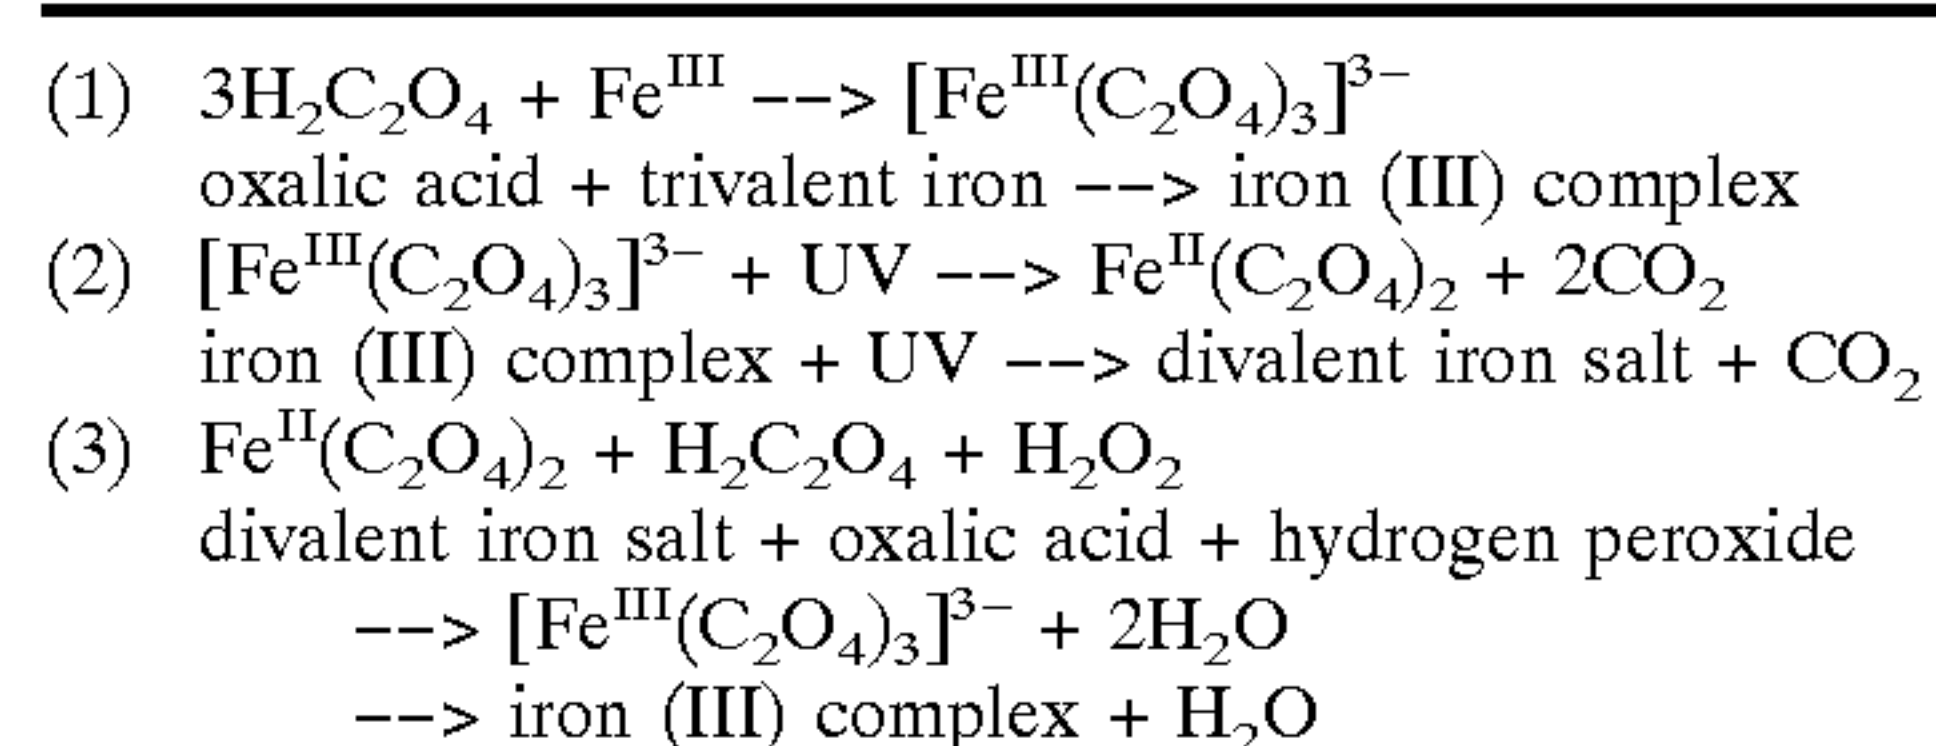 (1) 3H₂C₂O₄ + Feᴵᴵᴵ --> [Feᴵᴵᴵ(C₂O₄)₃]³⁻
oxalic acid + trivalent iron --> iron (III) complex
(2) [Feᴵᴵᴵ(C₂O₄)₃]³⁻ + UV --> Feᴵᴵ(C₂O₄)₂ + 2CO₂
iron (III) complex + UV --> divalent iron salt + CO₂
(3) Feᴵᴵ(C₂O₄)₂ + H₂C₂O₄ + H₂O₂
divalent iron salt + oxalic acid + hydrogen peroxide
--> [Feᴵᴵᴵ(C₂O₄)₃]³⁻ + 2H₂O
--> iron (III) complex + H₂O